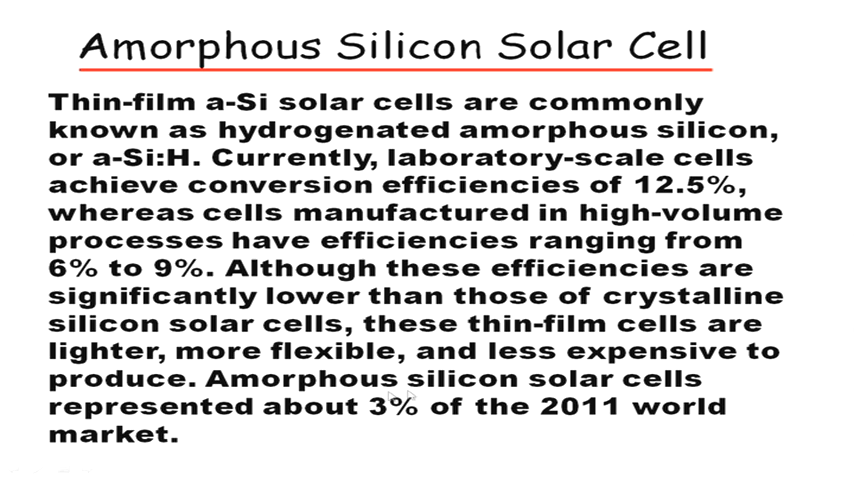 Amorphous Silicon Solar Cell
Thin-film a-Si solar cells are commonly
known as hydrogenated amorphous silicon,
or a-Si:H. Currently, laboratory-scale cells
achieve conversion efficiencies of 12.5%,
whereas cells manufactured in high-volume
processes have efficiencies ranging from
6% to 9%. Although these efficiencies are
significantly lower than those of crystalline
silicon solar cells, these thin-film cells are
lighter, more flexible, and less expensive to
produce. Amorphous silicon solar cells
represented about 3% of the 2011 world
market.